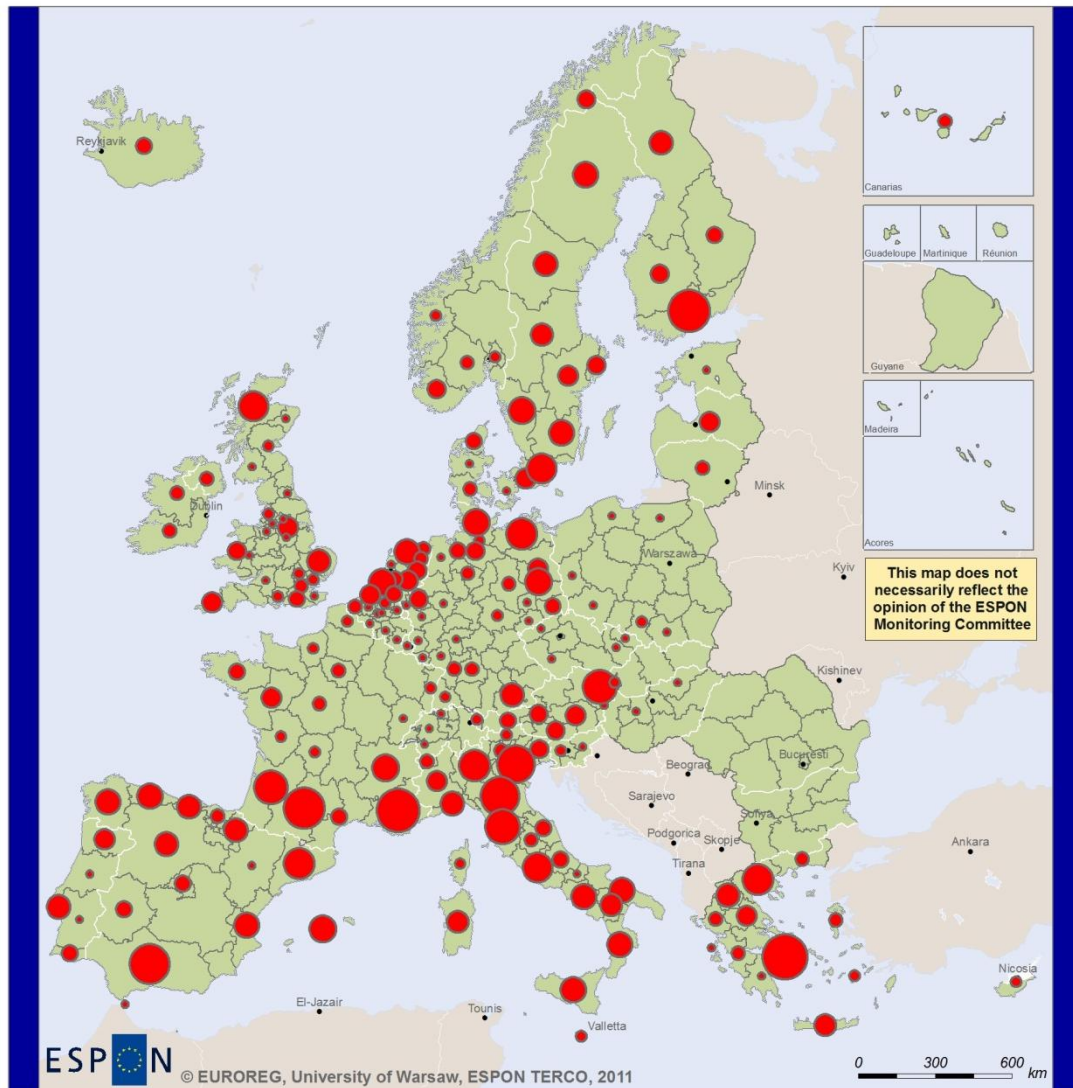 Reykjavik
Canarias
Guadeloupe
Martinique
Réunion
Guyane
Madeira
Acores
Dublin
Minsk
Warszawa
Kyiv
This map does not
necessarily reflect the
opinion of the ESPON
Monitoring Committee
Kishinev
Bucuresti
Beograd
Sarajevo
Sofiya
Podgorica
Skopje
Tirana
Ankara
Nicosia
El-Jazair
Tounis
Valletta
ESPON
© EUROREG, University of Warsaw, ESPON TERCO, 2011
0 300 600
km